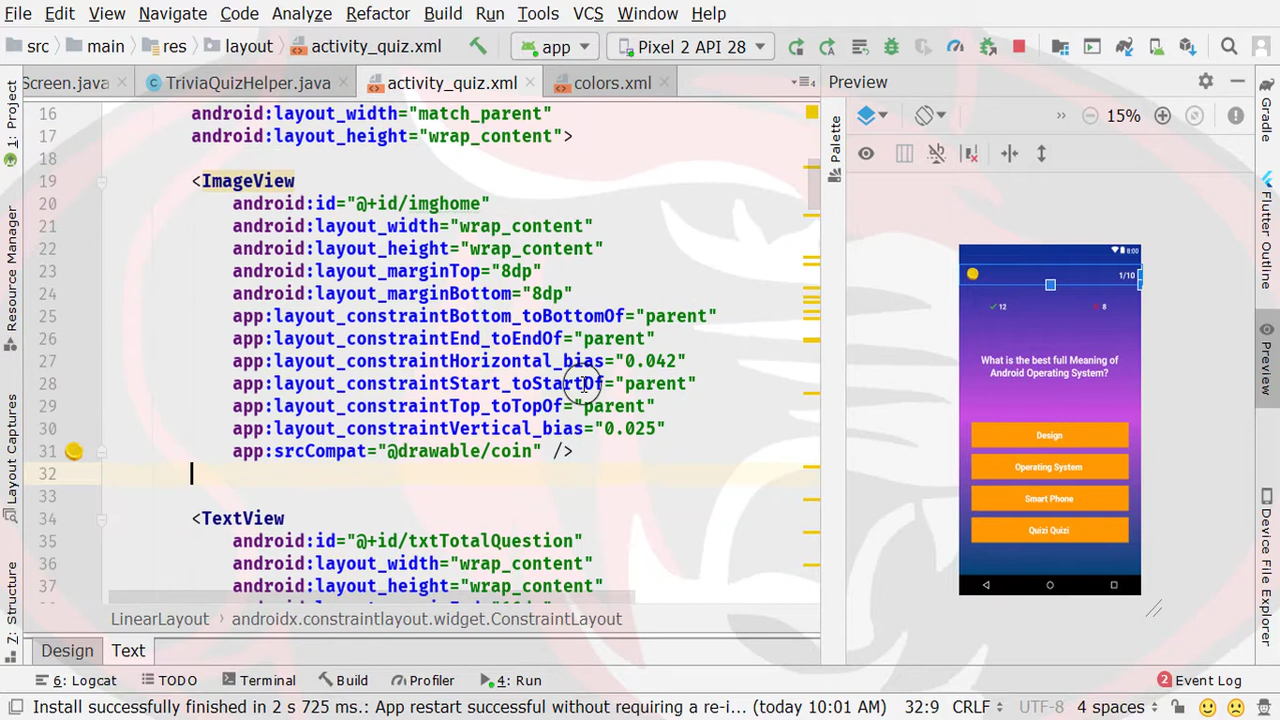 File Edit View Navigate Code Analyze Refactor Build Run Tools VCS Window Help
src main res layout activity_quiz.xml app Pixel 2 API 28
Screen.java TriviaQuizHelper.java activity_quiz.xml colors.xml 4 Preview
16 android:layout_width="match_parent"
17 android:layout_height="wrap_content">
18
19 <ImageView
20 android:id="@+id/imghome"
21 android:layout_width="wrap_content"
22 android:layout_height="wrap_content"
23 android:layout_marginTop="8dp"
24 android:layout_marginBottom="8dp"
25 app:layout_constraintBottom_toBottomOf="parent"
26 app:layout_constraintEnd_toEndOf="parent"
27 app:layout_constraintHorizontal_bias="0.042"
28 app:layout_constraintStart_toStartOf="parent"
29 app:layout_constraintTop_toTopOf="parent"
30 app:layout_constraintVertical_bias="0.025"
31 app:srcCompat="@drawable/coin" />
32
33
34 <TextView
35 android:id="@+id/txtTotalQuestion"
36 android:layout_width="wrap_content"
37 android:layout_height="wrap_content"
LinearLayout androidx.constraintlayout.widget.ConstraintLayout
Design Text
1: Project
Resource Manager
Layout Captures
Z: Structure
Palette
» 15%
8:00
1/10
12 8
What is the best full Meaning of
Android Operating System?
Design
Operating System
Smart Phone
Quizi Quizi
Gradle
Flutter Outline
Preview
Device File Explorer
6: Logcat TODO Terminal Build Profiler 4: Run 2 Event Log
Install successfully finished in 2 s 725 ms.: App restart successful without requiring a re-i... (today 10:01 AM) 32:9 CRLF UTF-8 4 spaces